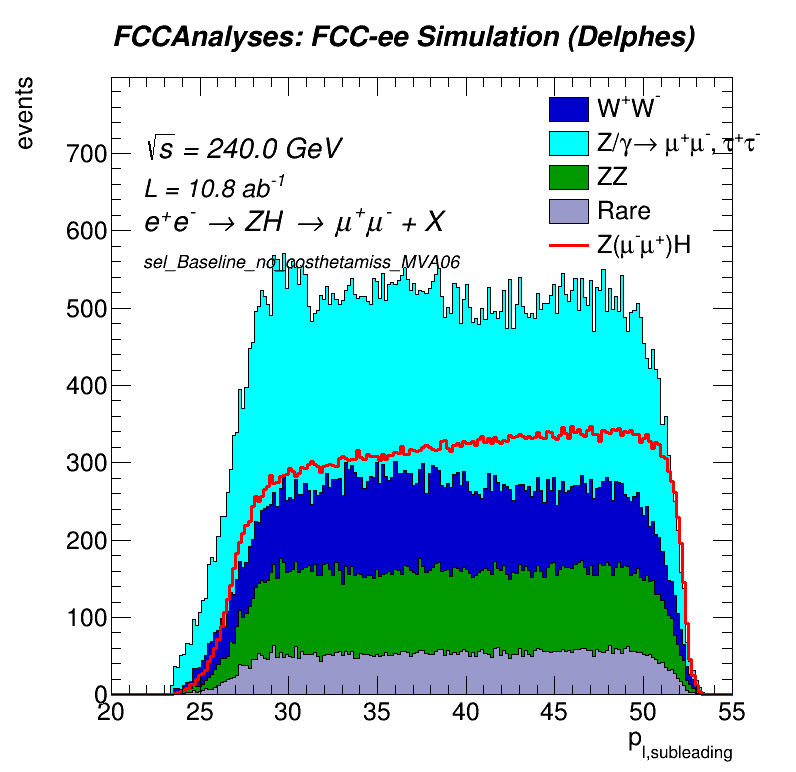 FCCAnalyses: FCC-ee Simulation (Delphes)
events
√s = 240.0 GeV
L = 10.8 ab⁻¹
e⁺e⁻ → ZH → μ⁺μ⁻ + X
sel_Baseline_no_costhetamiss_MVA06
W⁺W⁻
Z/γ→ μ⁺μ⁻, τ⁺τ⁻
ZZ
Rare
Z(μ⁻μ⁺)H
700
600
500
400
300
200
100
0
20 25 30 35 40 45 50 55
p_l,subleading